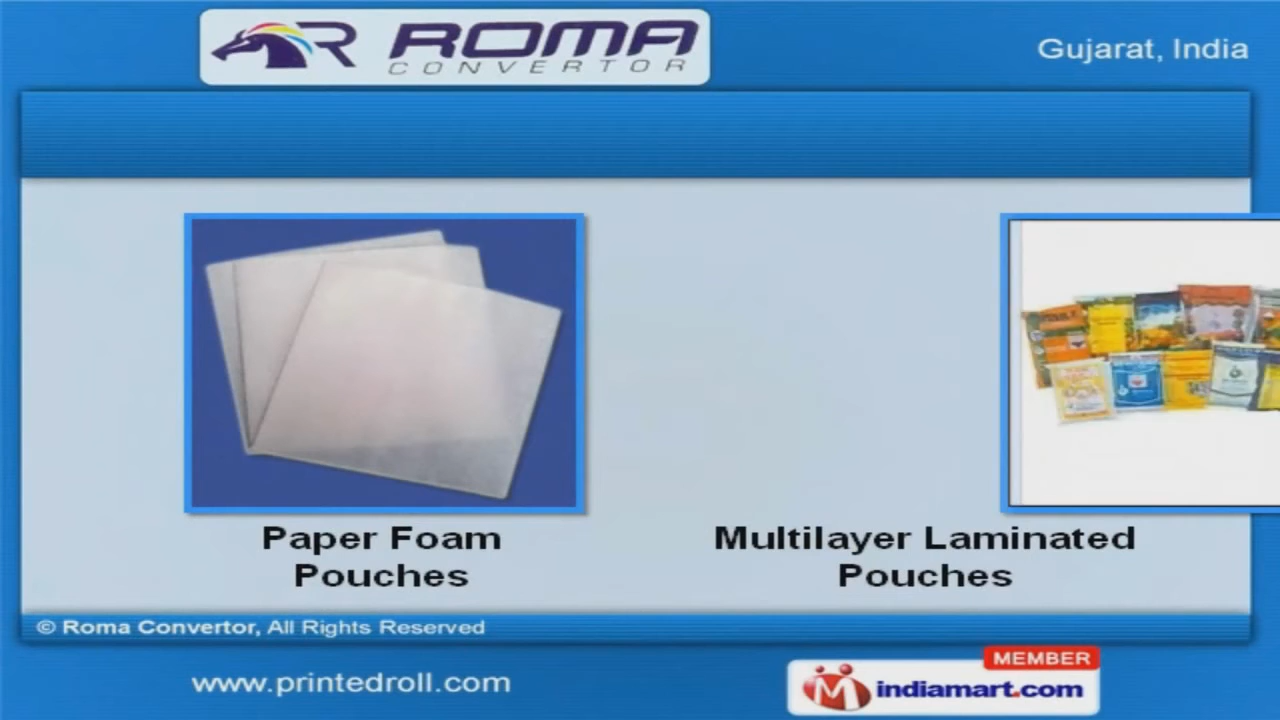 R ROMA
CONVERTOR
Gujarat, India
Paper Foam
Pouches
Multilayer Laminated
Pouches
© Roma Convertor, All Rights Reserved
www.printedroll.com
MEMBER
indiamart.com